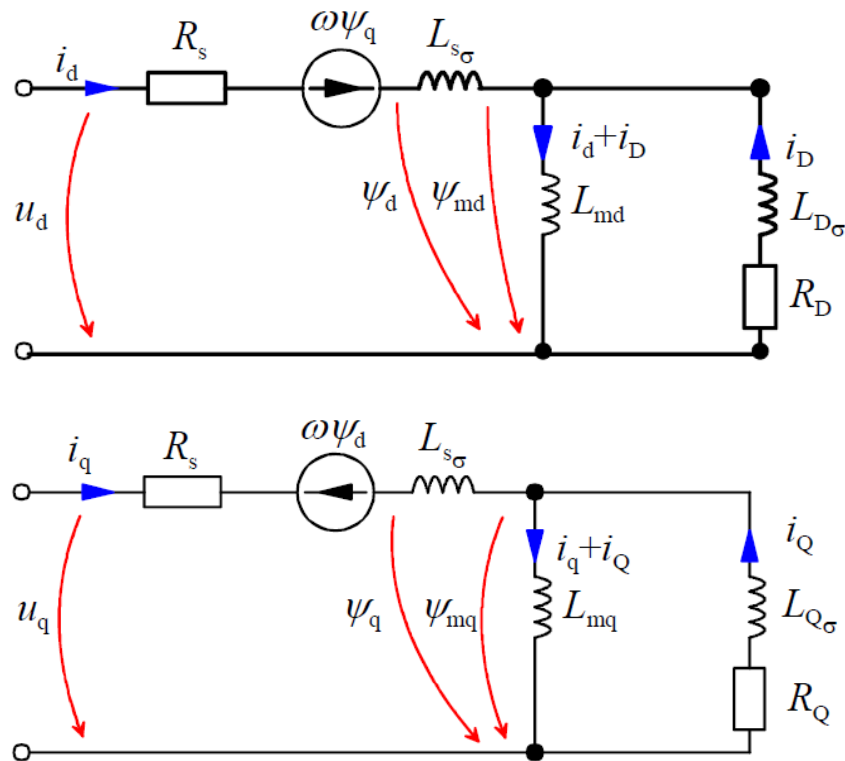 i_d R_s ωψ_q L_sσ
u_d ψ_d ψ_md i_d+i_D L_md i_D L_Dσ R_D
i_q R_s ωψ_d L_sσ
u_q ψ_q ψ_mq i_q+i_Q L_mq i_Q L_Qσ R_Q